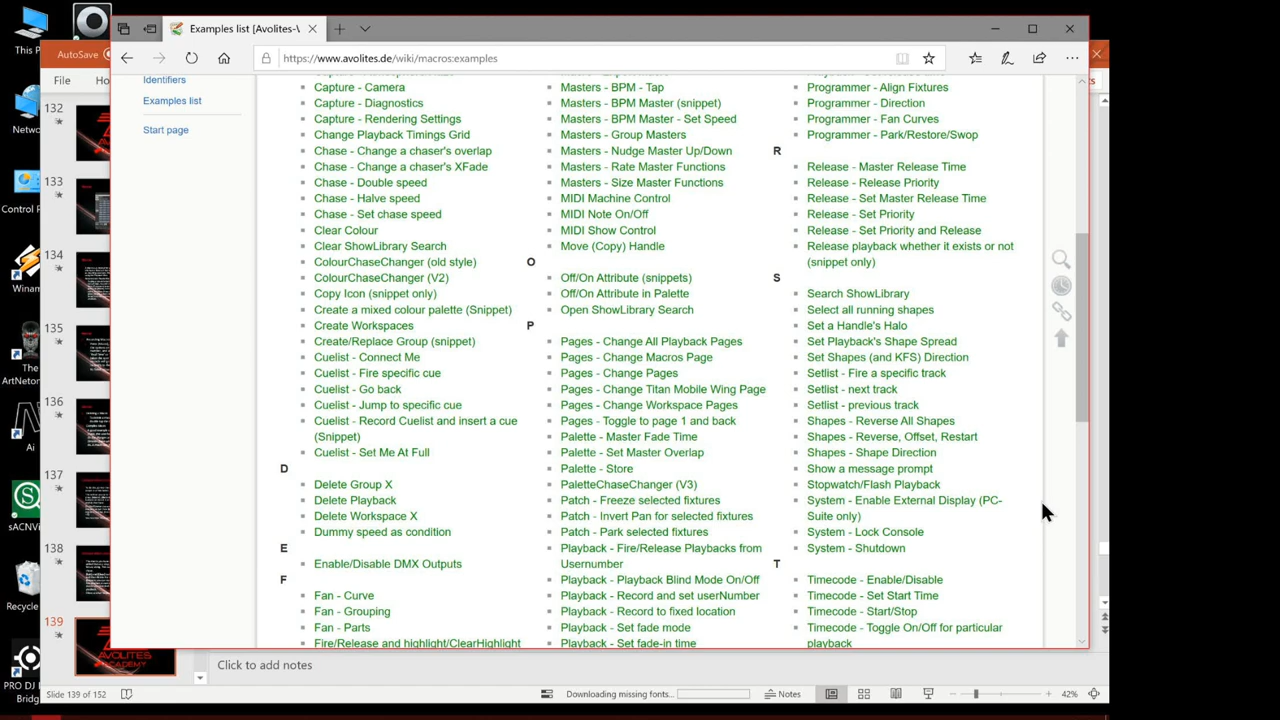 This P
AutoSave
File
Ho
Netwo
Control P
Winam
The
ArtNeton
Ai
sACNVi
Recycle
PRO DJ
Bridg
132
133
134
135
136
137
138
139
AVOLITES
ACADEMY
Examples list [Avolites-\
https://www.avolites.de/wiki/macros:examples
Identifiers
Examples list
Start page
Capture - Camera
Capture - Diagnostics
Capture - Rendering Settings
Change Playback Timings Grid
Chase - Change a chaser's overlap
Chase - Change a chaser's XFade
Chase - Double speed
Chase - Halve speed
Chase - Set chase speed
Clear Colour
Clear ShowLibrary Search
ColourChaseChanger (old style)
ColourChaseChanger (V2)
Copy Icon (snippet only)
Create a mixed colour palette (Snippet)
Create Workspaces
Create/Replace Group (snippet)
Cuelist - Connect Me
Cuelist - Fire specific cue
Cuelist - Go back
Cuelist - Jump to specific cue
Cuelist - Record Cuelist and insert a cue
(Snippet)
Cuelist - Set Me At Full
D
Delete Group X
Delete Playback
Delete Workspace X
Dummy speed as condition
E
Enable/Disable DMX Outputs
F
Fan - Curve
Fan - Grouping
Fan - Parts
Fire/Release and highlight/ClearHighlight
Masters - BPM - Tap
Masters - BPM Master (snippet)
Masters - BPM Master - Set Speed
Masters - Group Masters
Masters - Nudge Master Up/Down
Masters - Rate Master Functions
Masters - Size Master Functions
MIDI Machine Control
MIDI Note On/Off
MIDI Show Control
Move (Copy) Handle
O
Off/On Attribute (snippets)
Off/On Attribute in Palette
Open ShowLibrary Search
P
Pages - Change All Playback Pages
Pages - Change Macros Page
Pages - Change Pages
Pages - Change Titan Mobile Wing Page
Pages - Change Workspace Pages
Pages - Toggle to page 1 and back
Palette - Master Fade Time
Palette - Set Master Overlap
Palette - Store
PaletteChaseChanger (V3)
Patch - Freeze selected fixtures
Patch - Invert Pan for selected fixtures
Patch - Park selected fixtures
Playback - Fire/Release Playbacks from
Usernumber
Playback - Playback Blind Mode On/Off
Playback - Record and set userNumber
Playback - Record to fixed location
Playback - Set fade mode
Playback - Set fade-in time
Programmer - Align Fixtures
Programmer - Direction
Programmer - Fan Curves
Programmer - Park/Restore/Swop
R
Release - Master Release Time
Release - Release Priority
Release - Set Master Release Time
Release - Set Priority
Release - Set Priority and Release
Release playback whether it exists or not
(snippet only)
S
Search ShowLibrary
Select all running shapes
Set a Handle's Halo
Set Playback's Shape Spread
Set Shapes (and KFS) Direction
Setlist - Fire a specific track
Setlist - next track
Setlist - previous track
Shapes - Reverse All Shapes
Shapes - Reverse, Offset, Restart
Shapes - Shape Direction
Show a message prompt
Stopwatch/Flash Playback
System - Enable External Display (PC-
Suite only)
System - Lock Console
System - Shutdown
T
Timecode - Enable/Disable
Timecode - Set Start Time
Timecode - Start/Stop
Timecode - Toggle On/Off for particular
playback
Click to add notes
Slide 139 of 152
Downloading missing fonts...
Notes
42%